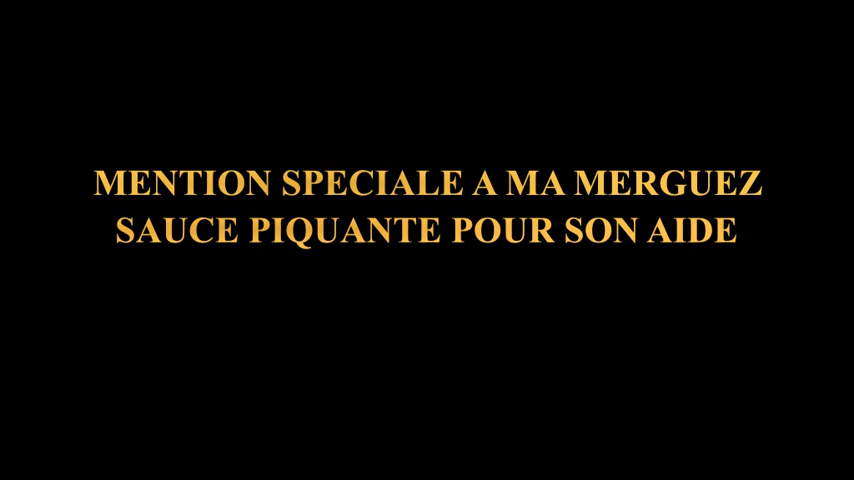 MENTION SPECIALE A MA MERGUEZ
SAUCE PIQUANTE POUR SON AIDE